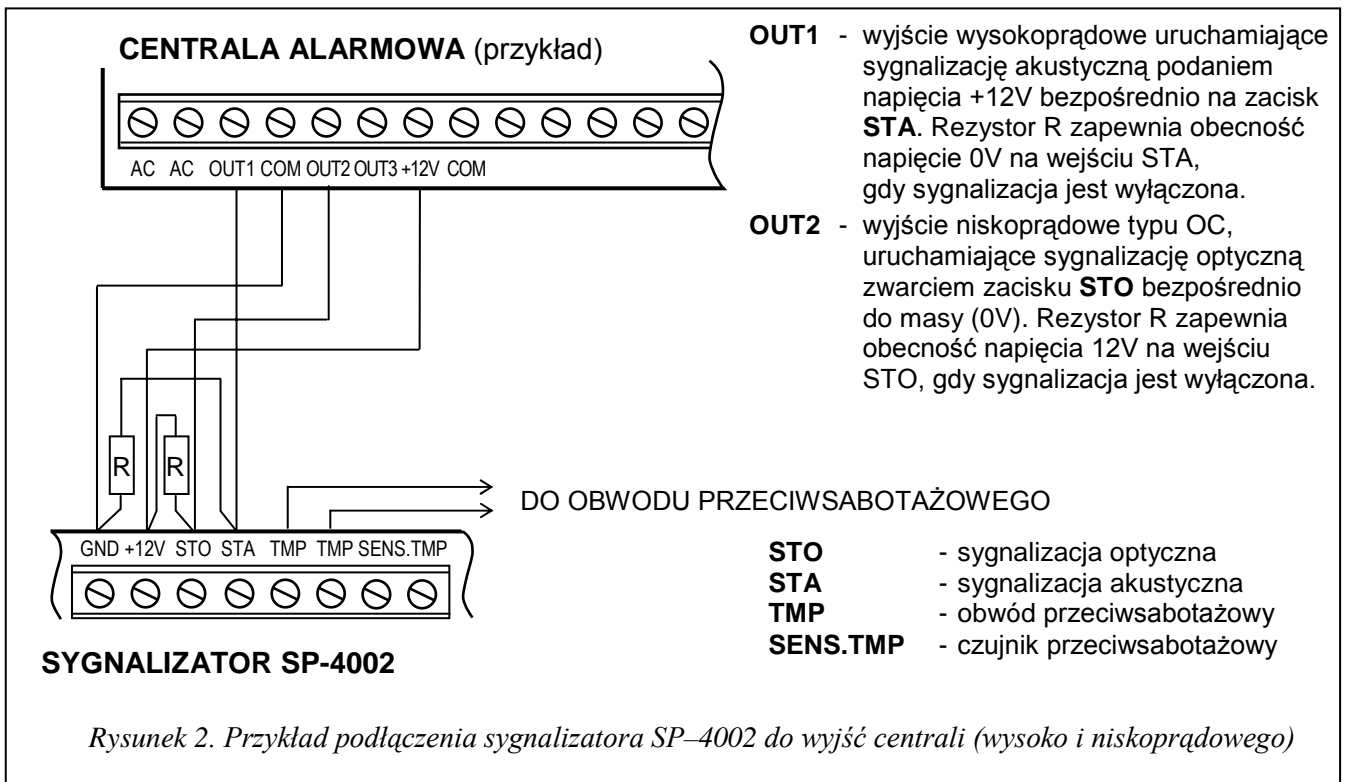 CENTRALA ALARMOWA (przykład)
AC AC OUT1 COM OUT2 OUT3 +12V COM
OUT1 - wyjście wysokoprądowe uruchamiające
sygnalizację akustyczną podaniem
napięcia +12V bezpośrednio na zacisk
STA. Rezystor R zapewnia obecność
napięcie 0V na wejściu STA,
gdy sygnalizacja jest wyłączona.
OUT2 - wyjście niskoprądowe typu OC,
uruchamiające sygnalizację optyczną
zwarciem zacisku STO bezpośrednio
do masy (0V). Rezystor R zapewnia
obecność napięcia 12V na wejściu
STO, gdy sygnalizacja jest wyłączona.
R R
DO OBWODU PRZECIWSABOTAŻOWEGO
GND +12V STO STA TMP TMP SENS.TMP
STO - sygnalizacja optyczna
STA - sygnalizacja akustyczna
TMP - obwód przeciwsabotażowy
SENS.TMP - czujnik przeciwsabotażowy
SYGNALIZATOR SP-4002
Rysunek 2. Przykład podłączenia sygnalizatora SP–4002 do wyjść centrali (wysoko i niskoprądowego)